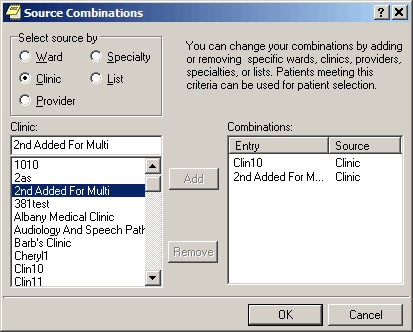 Source Combinations
Select source by
Ward
Specialty
Clinic
List
Provider
You can change your combinations by adding
or removing specific wards, clinics, providers,
specialties, or lists. Patients meeting this
criteria can be used for patient selection.
Clinic:
2nd Added For Multi
1010
2as
2nd Added For Multi
381test
Albany Medical Clinic
Audiology And Speech Path
Barb's Clinic
Cheryl1
Clin10
Clin11
Add
Remove
Combinations:
Entry Source
Clin10 Clinic
2nd Added For M... Clinic
OK
Cancel